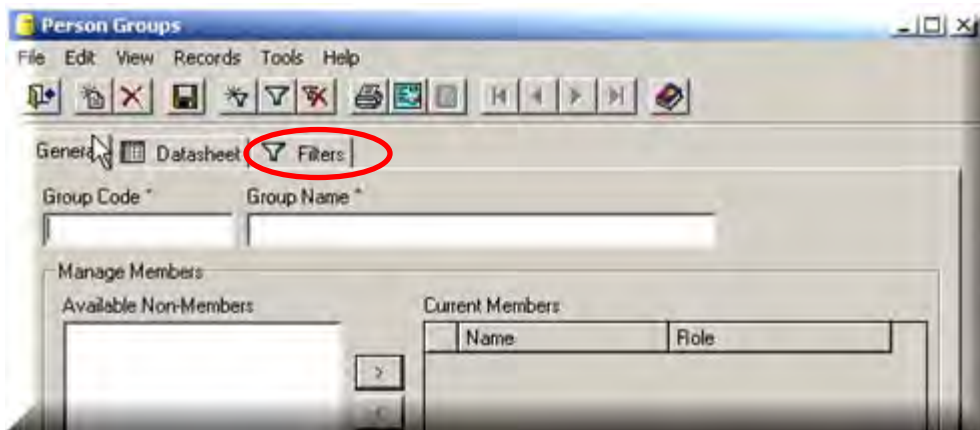 Person Groups
File Edit View Records Tools Help
General Datasheet Filters
Group Code * Group Name *
Manage Members
Available Non-Members Current Members
Name Role
>
<